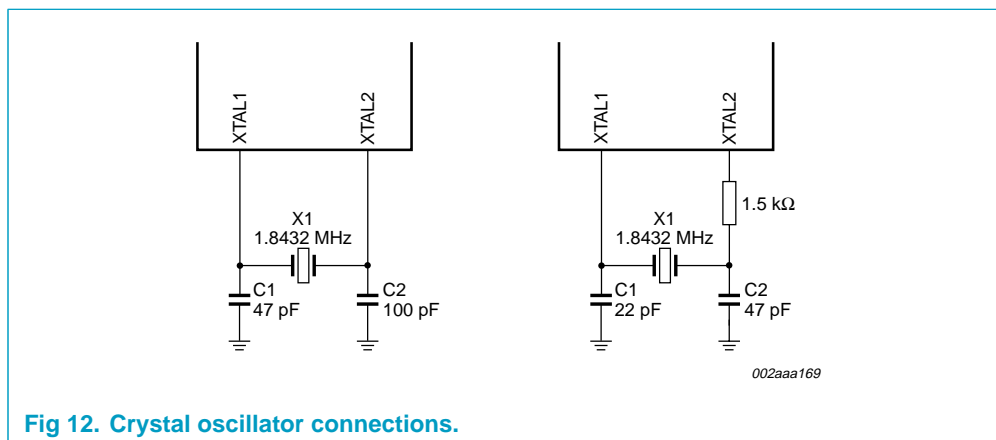 XTAL1
XTAL2
X1
1.8432 MHz
C1
47 pF
C2
100 pF
XTAL1
XTAL2
1.5 kΩ
X1
1.8432 MHz
C1
22 pF
C2
47 pF
002aaa169
Fig 12. Crystal oscillator connections.